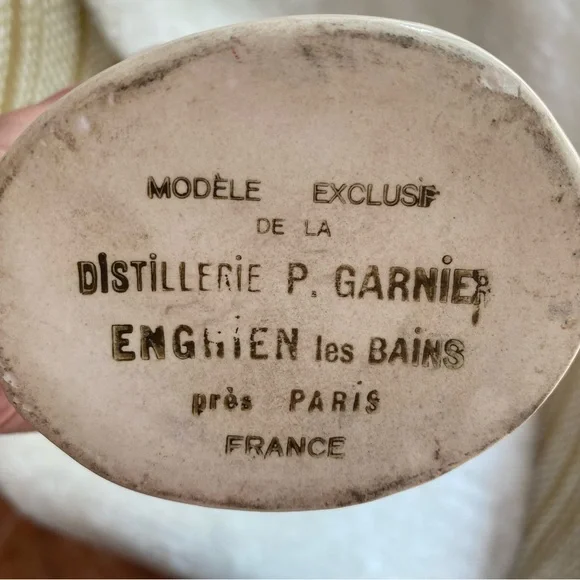 MODÈLE EXCLUSIF
DE LA
DISTILLERIE P. GARNIER
ENGHIEN les BAINS
près PARIS
FRANCE